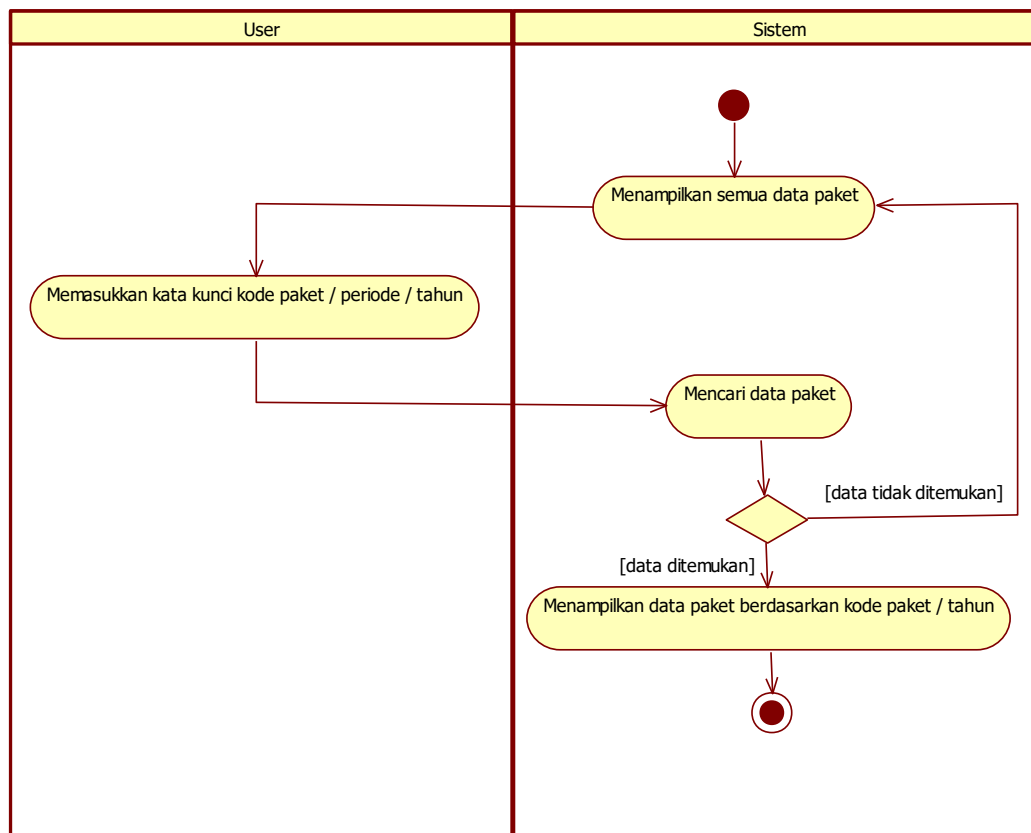 User
Sistem
Menampilkan semua data paket
Memasukkan kata kunci kode paket / periode / tahun
Mencari data paket
[data tidak ditemukan]
[data ditemukan]
Menampilkan data paket berdasarkan kode paket / tahun